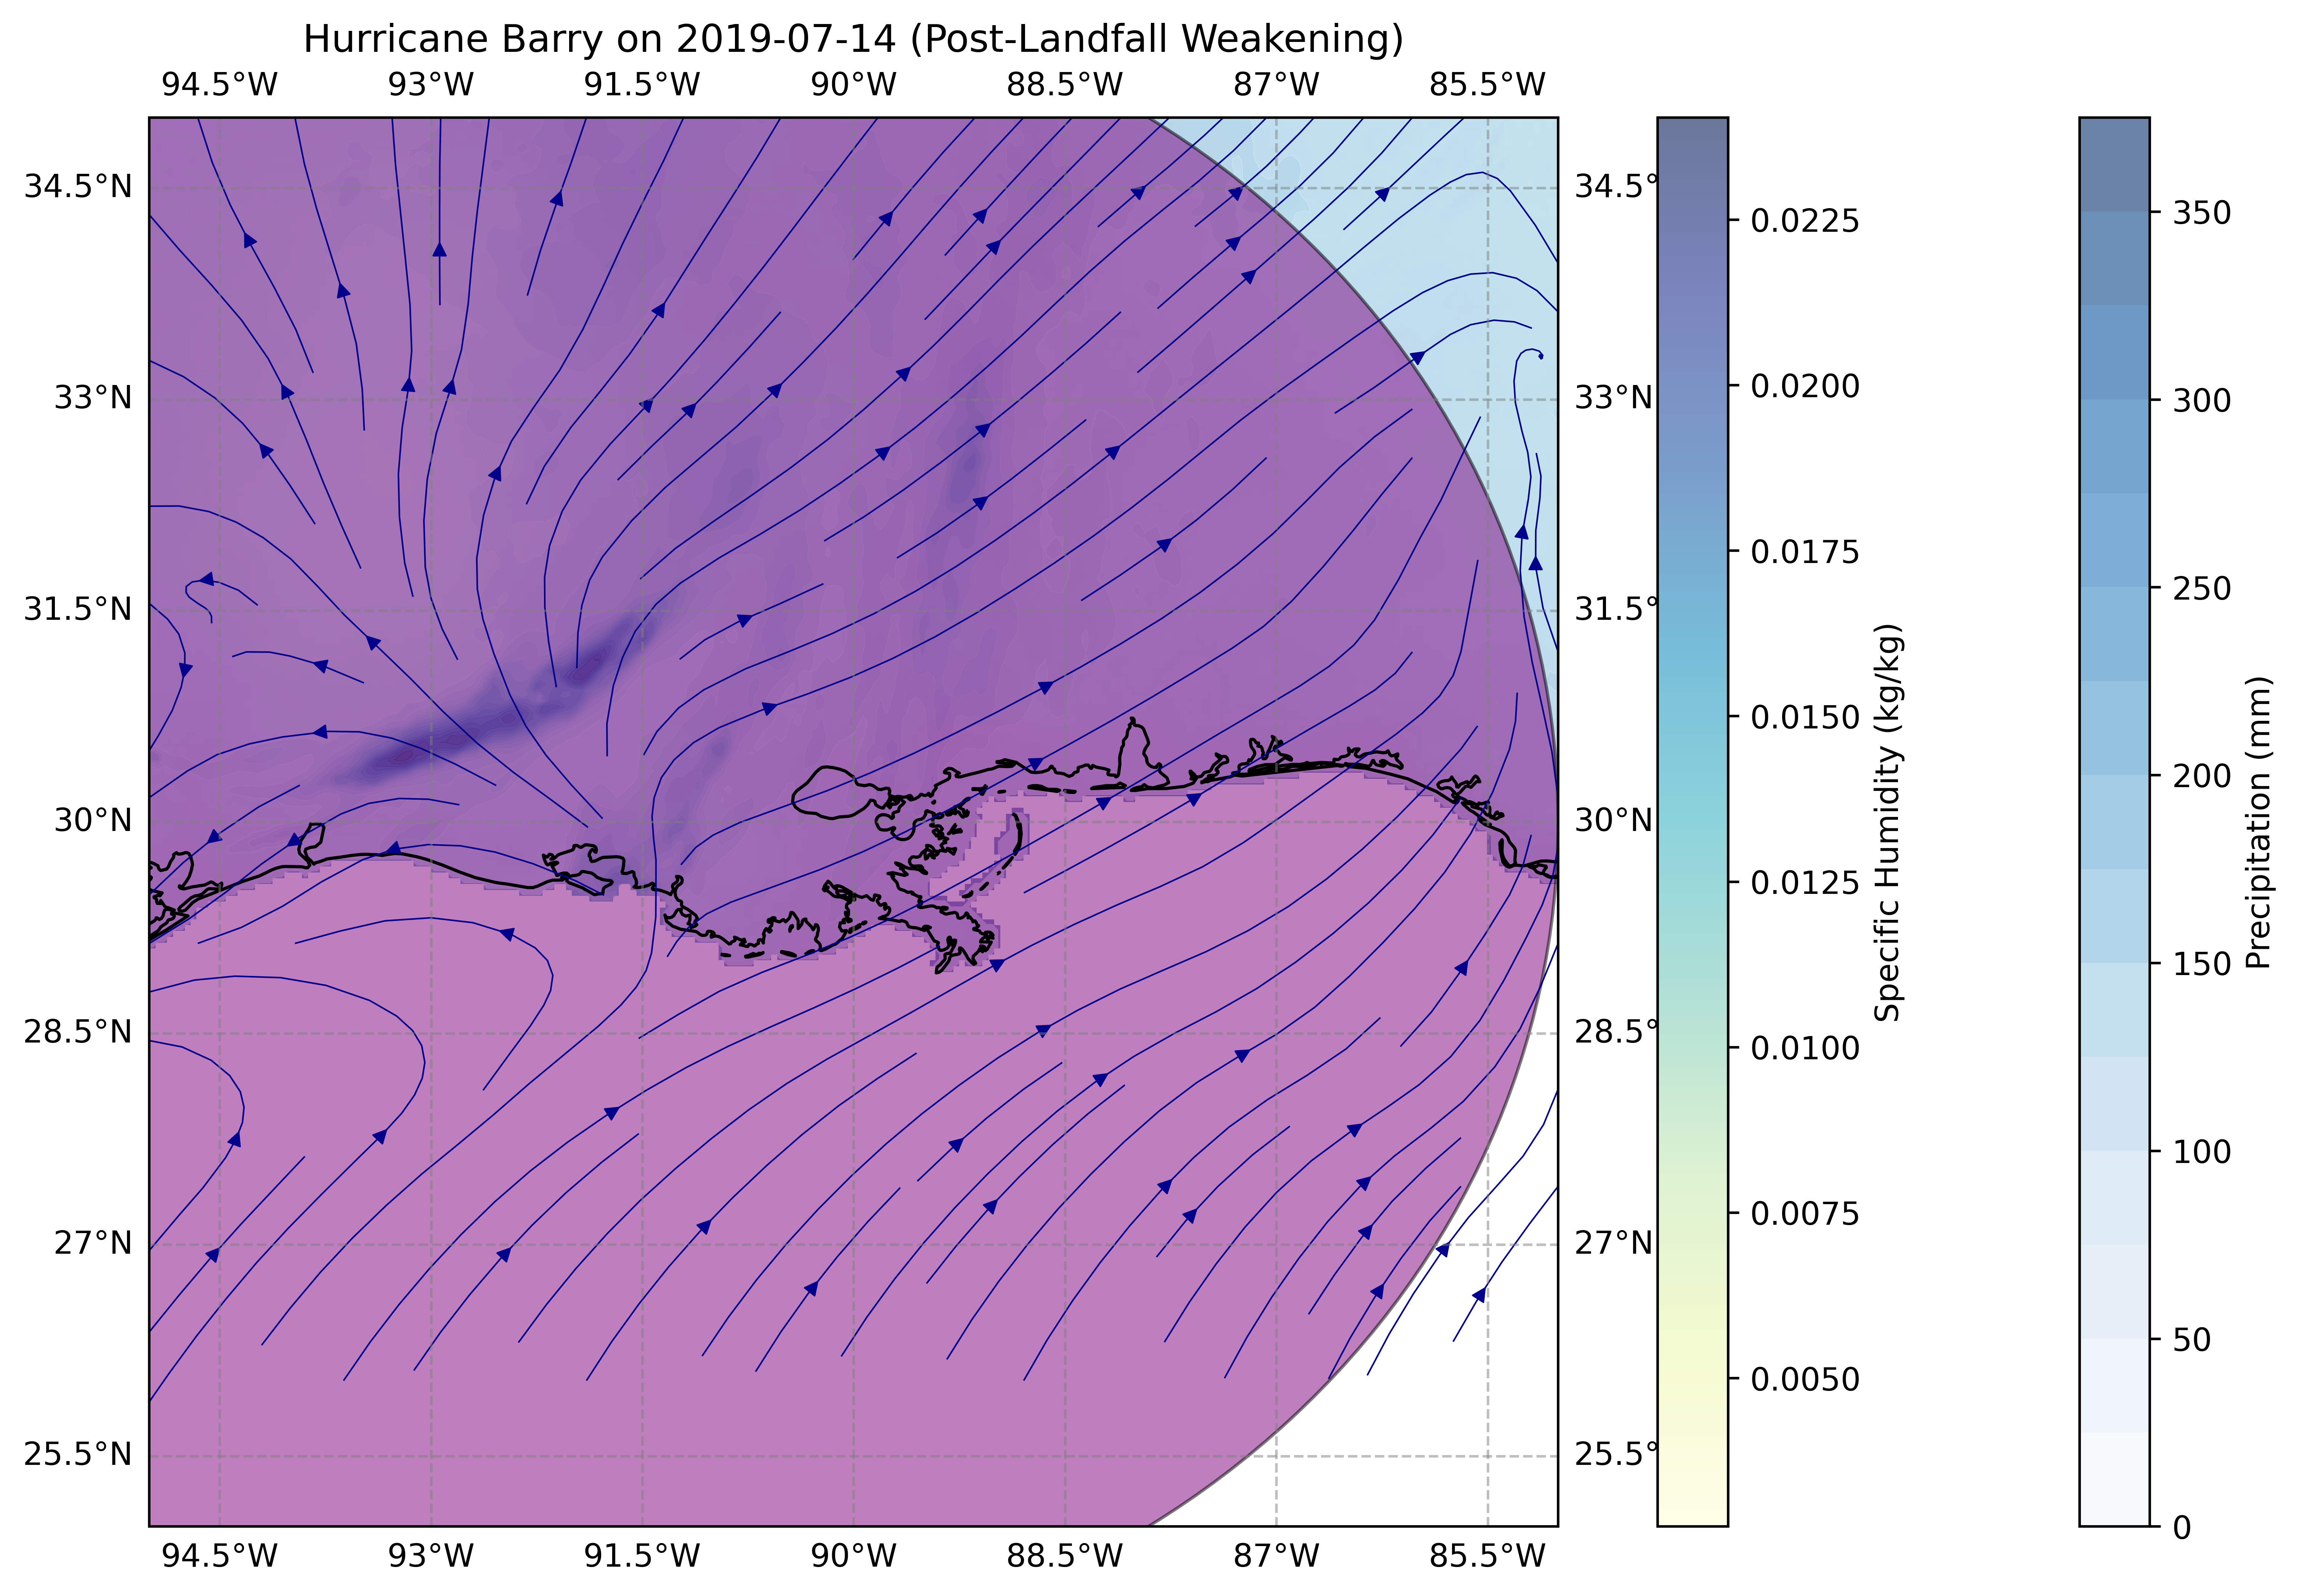 Hurricane Barry on 2019-07-14 (Post-Landfall Weakening)
94.5°W 93°W 91.5°W 90°W 88.5°W 87°W 85.5°W
34.5°N 34.5°
33°N 33°N
31.5°N 31.5°
30°N 30°N
28.5°N 28.5°
27°N 27°N
25.5°N 25.5°
94.5°W 93°W 91.5°W 90°W 88.5°W 87°W 85.5°W
0.0225
0.0200
0.0175
0.0150
0.0125
0.0100
0.0075
0.0050
Specific Humidity (kg/kg)
350
300
250
200
150
100
50
0
Precipitation (mm)